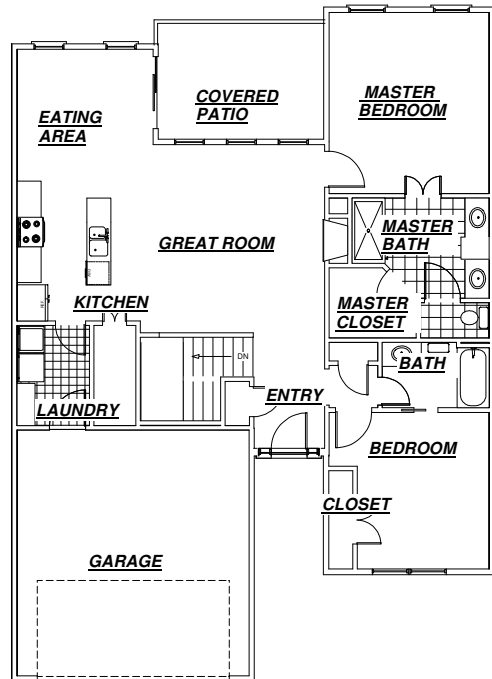 MASTER
BEDROOM
COVERED
PATIO
EATING
AREA
MASTER
BATH
GREAT ROOM
KITCHEN
MASTER
CLOSET
DN
BATH
LAUNDRY
ENTRY
BEDROOM
CLOSET
GARAGE